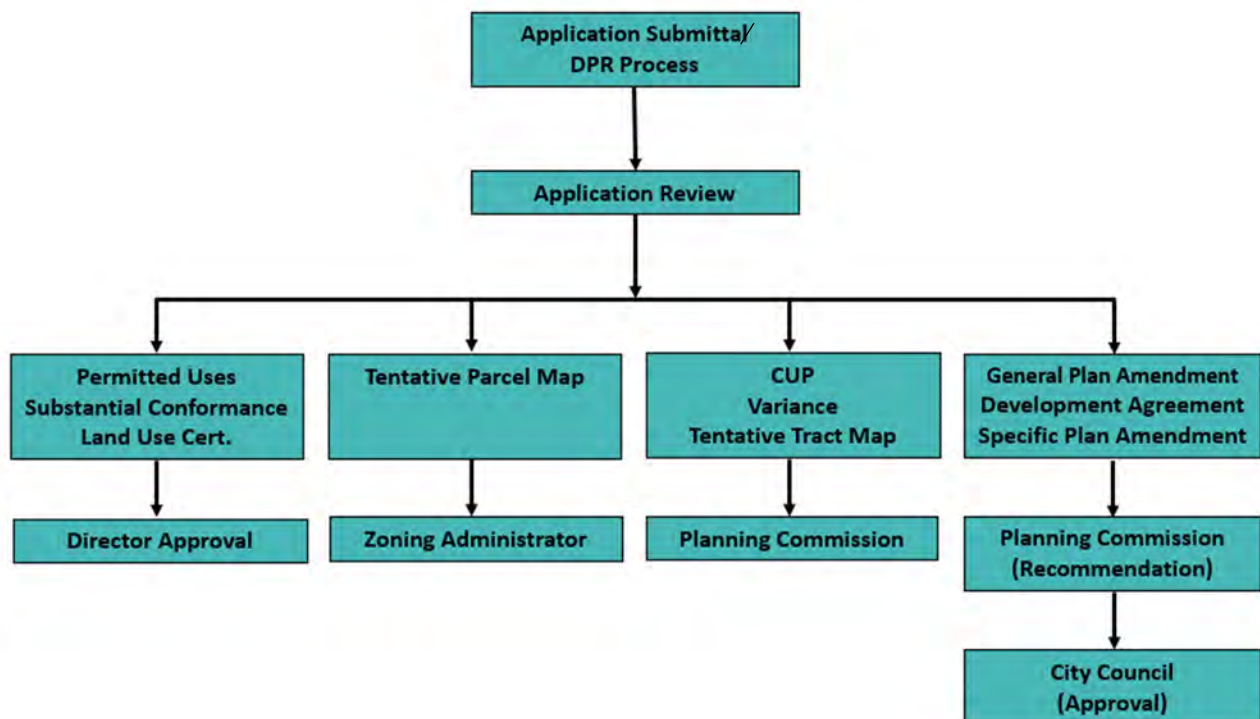 Application Submittal/
DPR Process
Application Review
Permitted Uses
Substantial Conformance
Land Use Cert.
Tentative Parcel Map
CUP
Variance
Tentative Tract Map
General Plan Amendment
Development Agreement
Specific Plan Amendment
Director Approval
Zoning Administrator
Planning Commission
Planning Commission
(Recommendation)
City Council
(Approval)